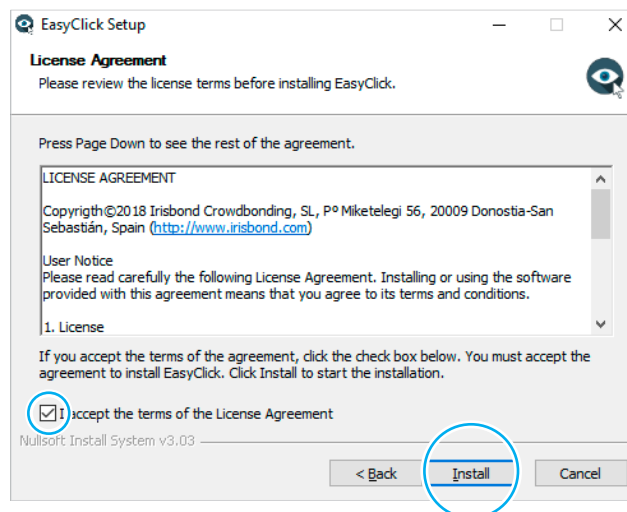 EasyClick Setup
License Agreement
Please review the license terms before installing EasyClick.
Press Page Down to see the rest of the agreement.
LICENSE AGREEMENT
Copyrigth©2018 Irisbond Crowdbonding, SL, Pº Miketelegi 56, 20009 Donostia-San
Sebastián, Spain (http://www.irisbond.com)
User Notice
Please read carefully the following License Agreement. Installing or using the software
provided with this agreement means that you agree to its terms and conditions.
1. License
If you accept the terms of the agreement, click the check box below. You must accept the
agreement to install EasyClick. Click Install to start the installation.
I accept the terms of the License Agreement
Nullsoft Install System v3.03
< Back Install Cancel